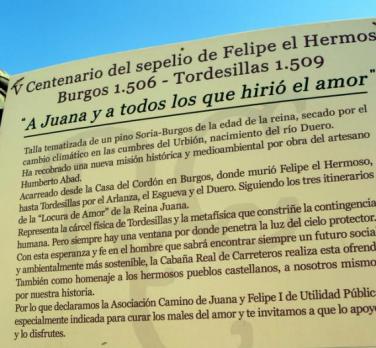 V Centenario del sepelio de Felipe el Hermos
Burgos 1.506 - Tordesillas 1.509
"A Juana y a todos los que hirió el amor"
Talla tematizada de un pino Soria-Burgos de la edad de la reina, secado por el
cambio climático en las cumbres del Urbión, nacimiento del río Duero.
Ha recobrado una nueva misión histórica y medioambiental por obra del artesano
Humberto Abad.
Acarreado desde la Casa del Cordón en Burgos, donde murió Felipe el Hermoso,
hasta Tordesillas por el Arlanza, el Esgueva y el Duero. Siguiendo los tres itinerarios
de la "Locura de Amor" de la Reina Juana.
Representa la cárcel física de Tordesillas y la metafísica que constriñe la contingencia
humana. Pero siempre hay una ventana por donde penetra la luz del cielo protector.
Con esta esperanza y fe en el hombre que sabrá encontrar siempre un futuro socia
y ambientalmente más sostenible, la Cabaña Real de Carreteros realiza esta ofrend
También como homenaje a los hermosos pueblos castellanos, a nosotros mismo
por nuestra historia.
Por lo que declaramos la Asociación Camino de Juana y Felipe I de Utilidad Públic
especialmente indicada para curar los males del amor y te invitamos a que lo apoye
y lo disfrutes.